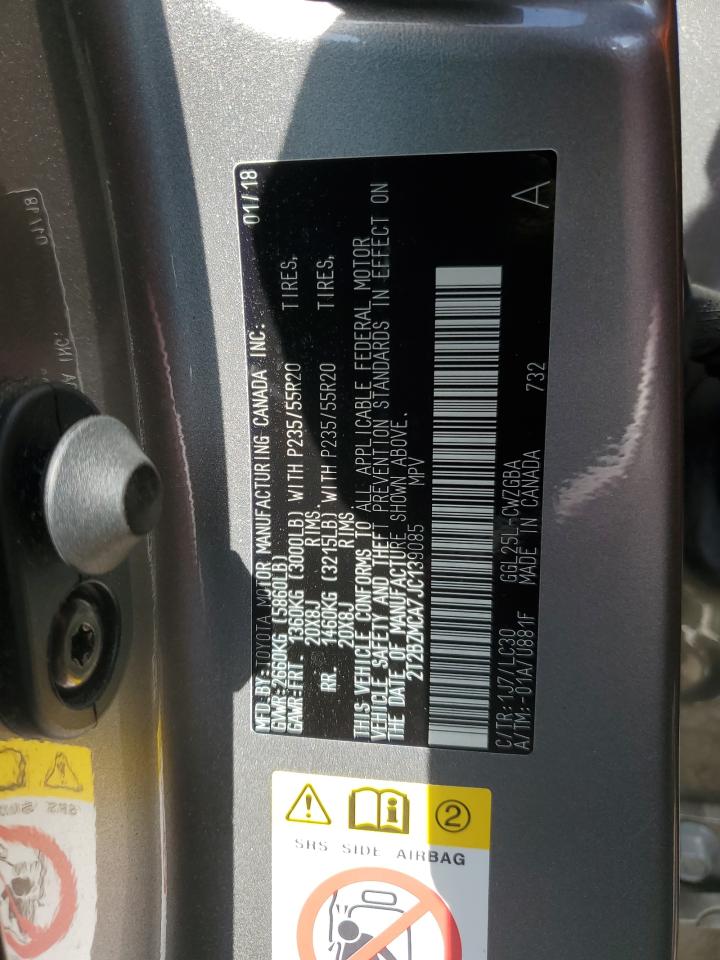 MFD BY:TOYOTA MOTOR MANUFACTURING CANADA INC. 01/18
GVWR:2660KG (5860LB)
GAWR-FRT. 1360KG (3000LB) WITH P235/55R20 TIRES,
20X8J RIMS.
RR. 1460KG (3215LB) WITH P235/55R20 TIRES,
20X8J RIMS.
THIS VEHICLE CONFORMS TO ALL APPLICABLE FEDERAL MOTOR
VEHICLE SAFETY AND THEFT PREVENTION STANDARDS IN EFFECT ON
THE DATE OF MANUFACTURE SHOWN ABOVE.
2T2BZMCA7JC139085 MPV
C/TR:1J7/LC30 GGL25L-CWZGBA
A/TM:-01A/U881F MADE IN CANADA 732
A
2
SRS SIDE AIRBAG